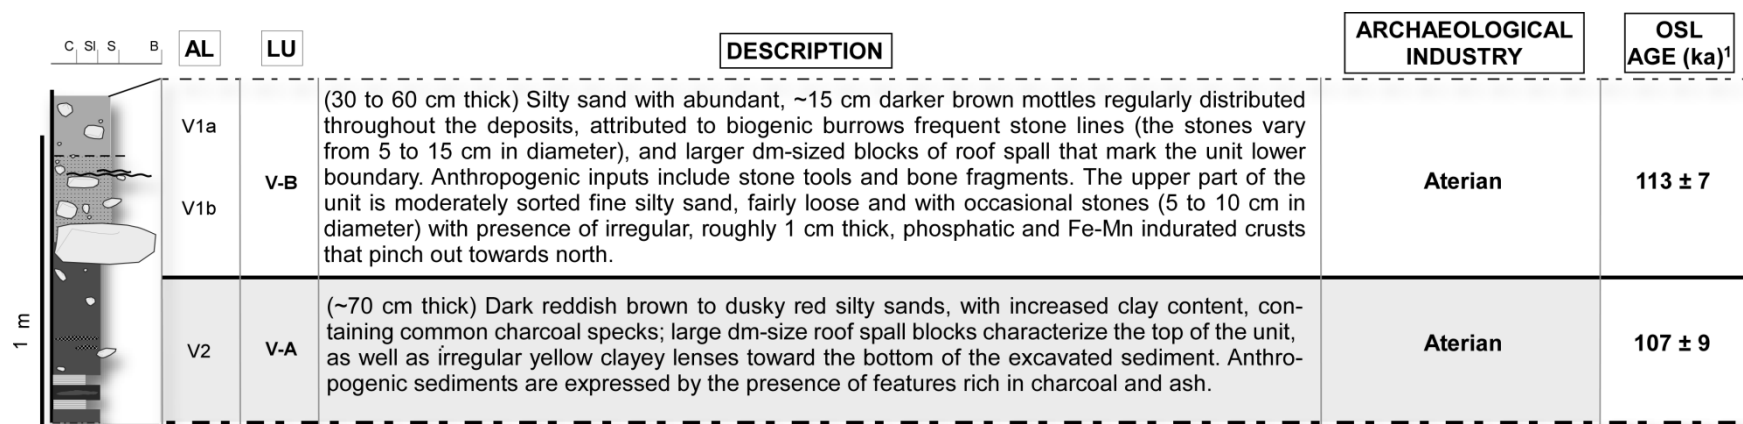 C SI S B
AL
LU
DESCRIPTION
ARCHAEOLOGICAL
INDUSTRY
OSL
AGE (ka)1
V1a
V1b
V-B
(30 to 60 cm thick) Silty sand with abundant, ~15 cm darker brown mottles regularly distributed
throughout the deposits, attributed to biogenic burrows frequent stone lines (the stones vary
from 5 to 15 cm in diameter), and larger dm-sized blocks of roof spall that mark the unit lower
boundary. Anthropogenic inputs include stone tools and bone fragments. The upper part of the
unit is moderately sorted fine silty sand, fairly loose and with occasional stones (5 to 10 cm in
diameter) with presence of irregular, roughly 1 cm thick, phosphatic and Fe-Mn indurated crusts
that pinch out towards north.
Aterian
113 ± 7
1 m
V2
V-A
(~70 cm thick) Dark reddish brown to dusky red silty sands, with increased clay content, con-
taining common charcoal specks; large dm-size roof spall blocks characterize the top of the unit,
as well as irregular yellow clayey lenses toward the bottom of the excavated sediment. Anthro-
pogenic sediments are expressed by the presence of features rich in charcoal and ash.
Aterian
107 ± 9